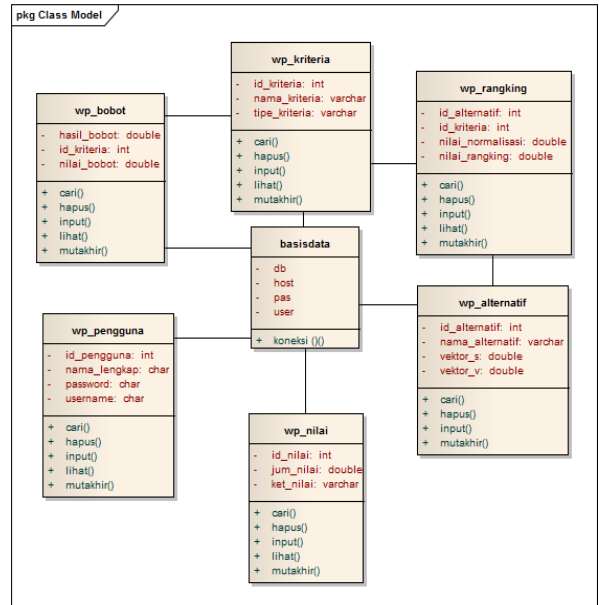 pkg Class Model
wp_kriteria
- id_kriteria: int
- nama_kriteria: varchar
- tipe_kriteria: varchar
+ cari()
+ hapus()
+ input()
+ lihat()
+ mutakhir()
wp_rangking
- id_alternatif: int
- id_kriteria: int
- nilai_normalisasi: double
- nilai_rangking: double
+ cari()
+ hapus()
+ input()
+ lihat()
+ mutakhir()
wp_bobot
- hasil_bobot: double
- id_kriteria: int
- nilai_bobot: double
+ cari()
+ hapus()
+ input()
+ lihat()
+ mutakhir()
basisdata
- db
- host
- pas
- user
+ koneksi ()()
wp_alternatif
- id_alternatif: int
- nama_alternatif: varchar
- vektor_s: double
- vektor_v: double
+ cari()
+ hapus()
+ input()
+ mutakhir()
wp_pengguna
- id_pengguna: int
- nama_lengkap: char
- password: char
- username: char
+ cari()
+ hapus()
+ input()
+ lihat()
+ mutakhir()
wp_nilai
- id_nilai: int
- jum_nilai: double
- ket_nilai: varchar
+ cari()
+ hapus()
+ input()
+ lihat()
+ mutakhir()